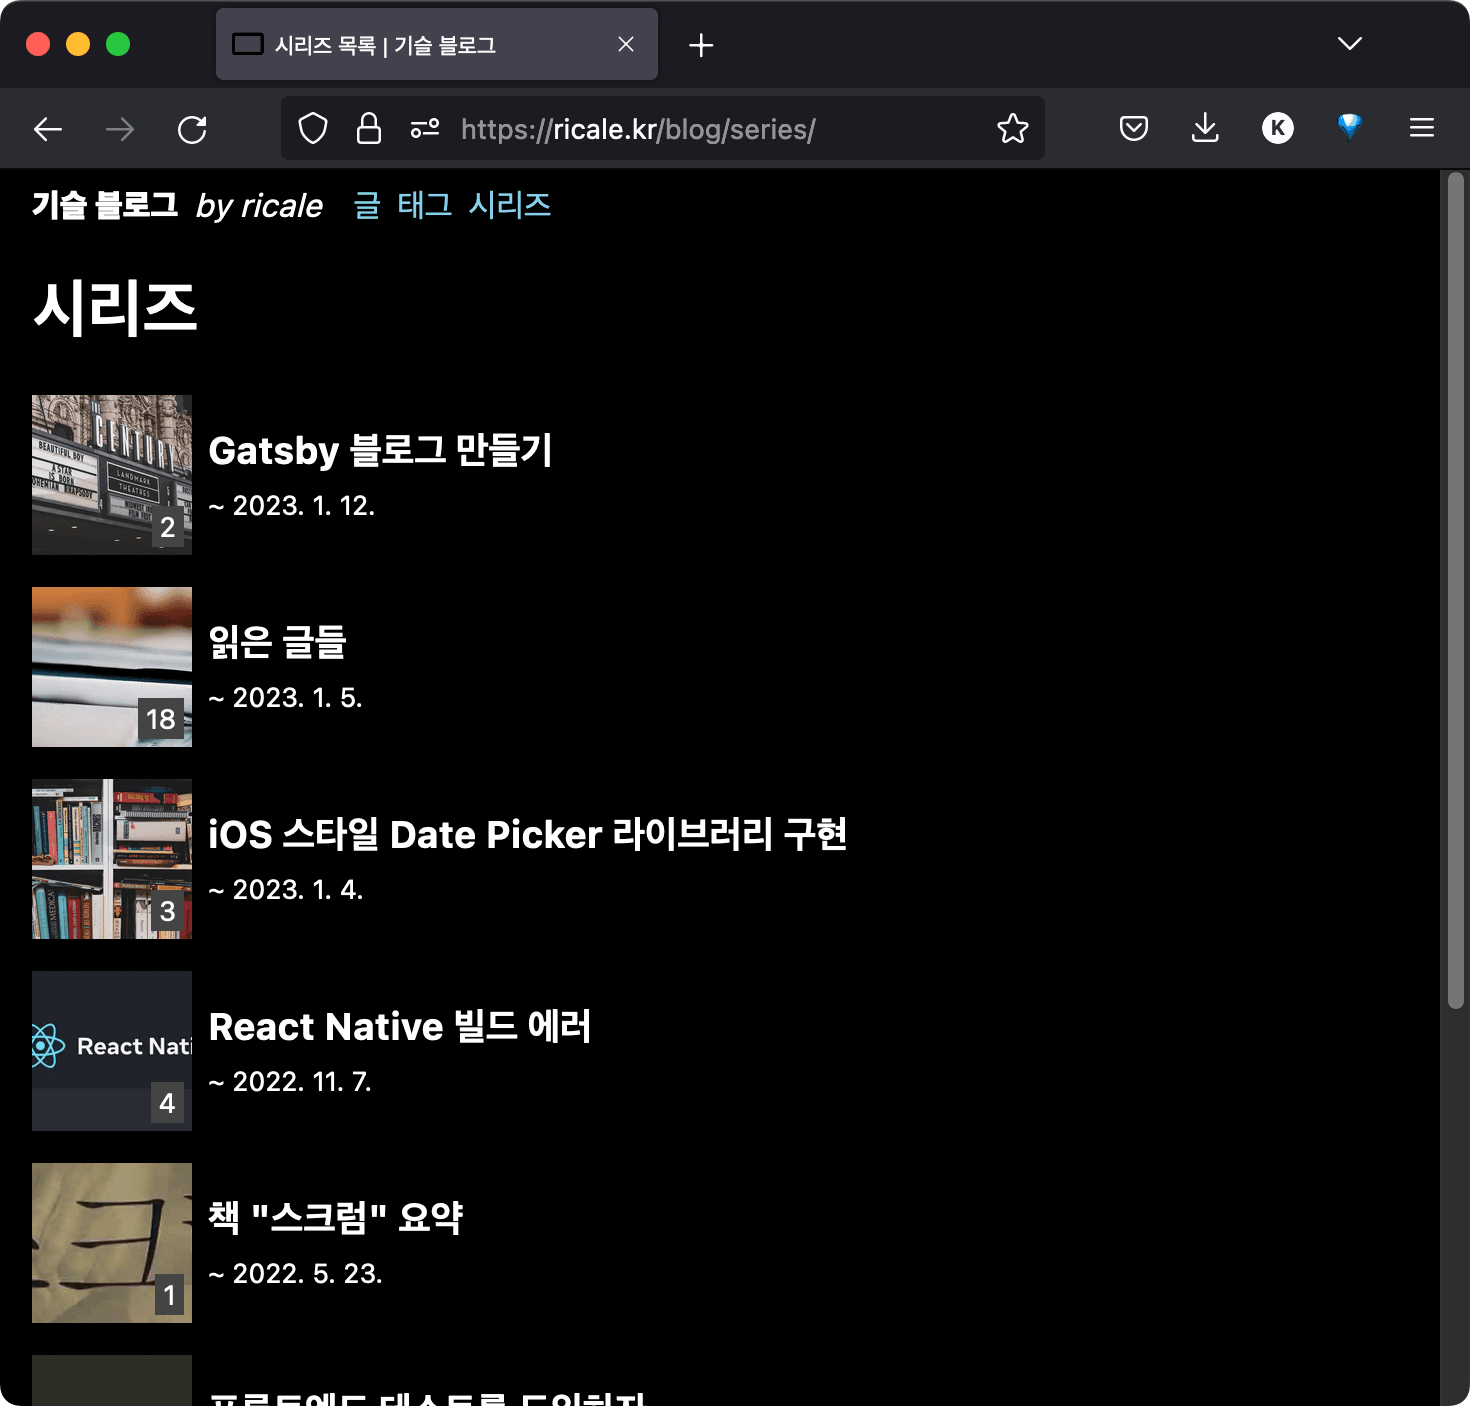 시리즈 목록 | 기술 블로그
https://ricale.kr/blog/series/
K
기술 블로그 by ricale 글 태그 시리즈
시리즈
CENTURY
BEAUTIFUL BOY
A STAR
IS BORN
BOHEMIAN RHAPSODY
LANDMARK
THEATRES
2
Gatsby 블로그 만들기
~ 2023. 1. 12.
18
읽은 글들
~ 2023. 1. 5.
3
iOS 스타일 Date Picker 라이브러리 구현
~ 2023. 1. 4.
React Nati
4
React Native 빌드 에러
~ 2022. 11. 7.
1
책 "스크럼" 요약
~ 2022. 5. 23.